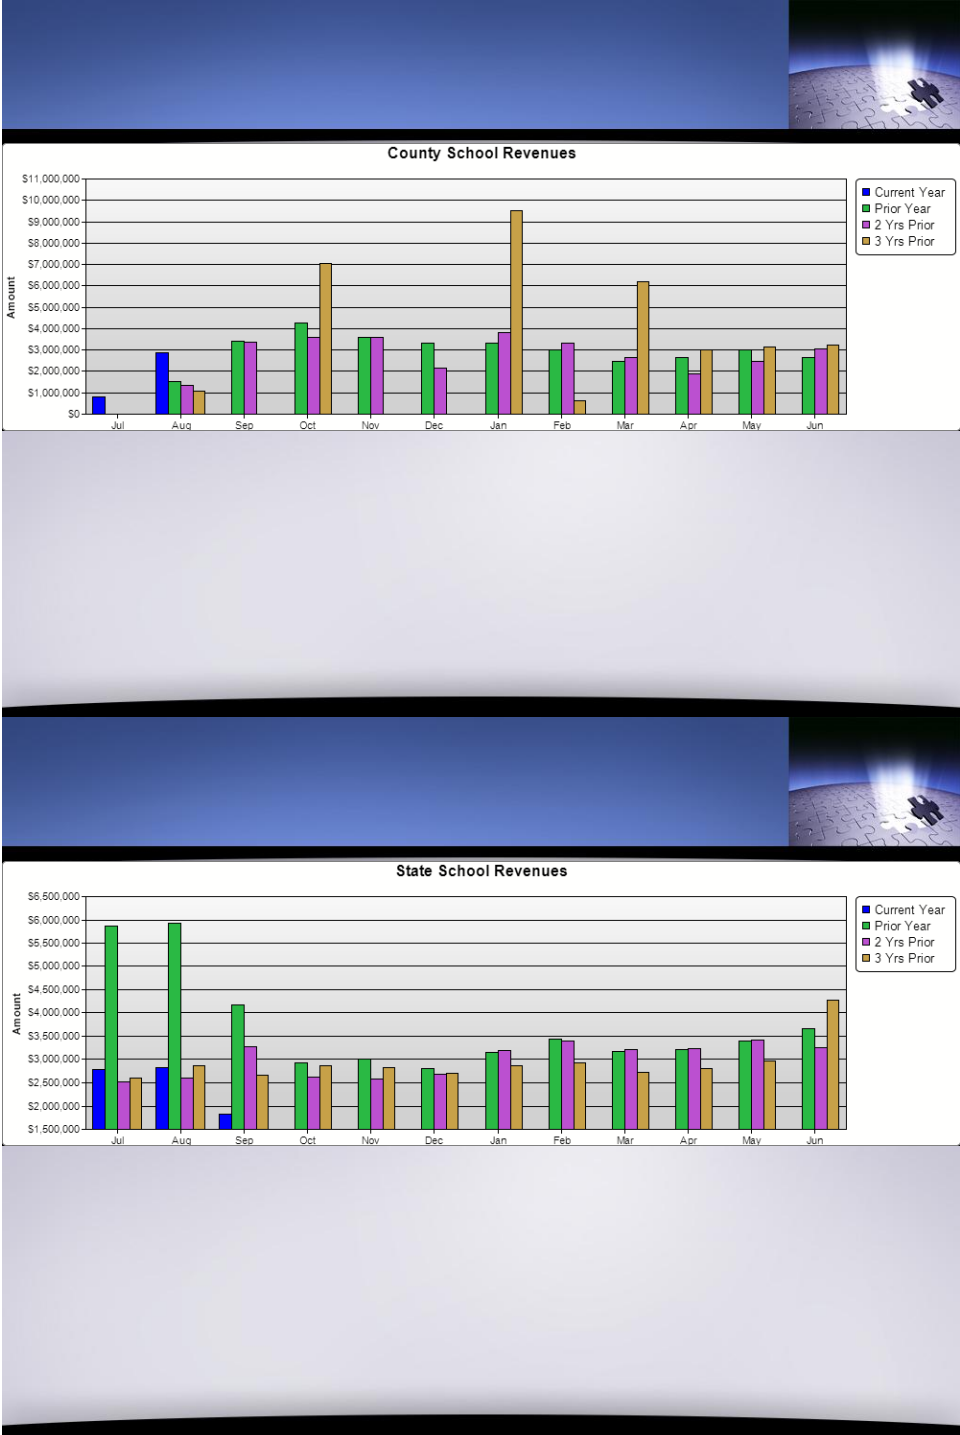 County School Revenues
$11,000,000
$10,000,000
$9,000,000
$8,000,000
$7,000,000
$6,000,000
$5,000,000
$4,000,000
$3,000,000
$2,000,000
$1,000,000
$0
Amount
Jul Aug Sep Oct Nov Dec Jan Feb Mar Apr May Jun
Current Year
Prior Year
2 Yrs Prior
3 Yrs Prior
State School Revenues
$6,500,000
$6,000,000
$5,500,000
$5,000,000
$4,500,000
$4,000,000
$3,500,000
$3,000,000
$2,500,000
$2,000,000
$1,500,000
Amount
Jul Aug Sep Oct Nov Dec Jan Feb Mar Apr May Jun
Current Year
Prior Year
2 Yrs Prior
3 Yrs Prior